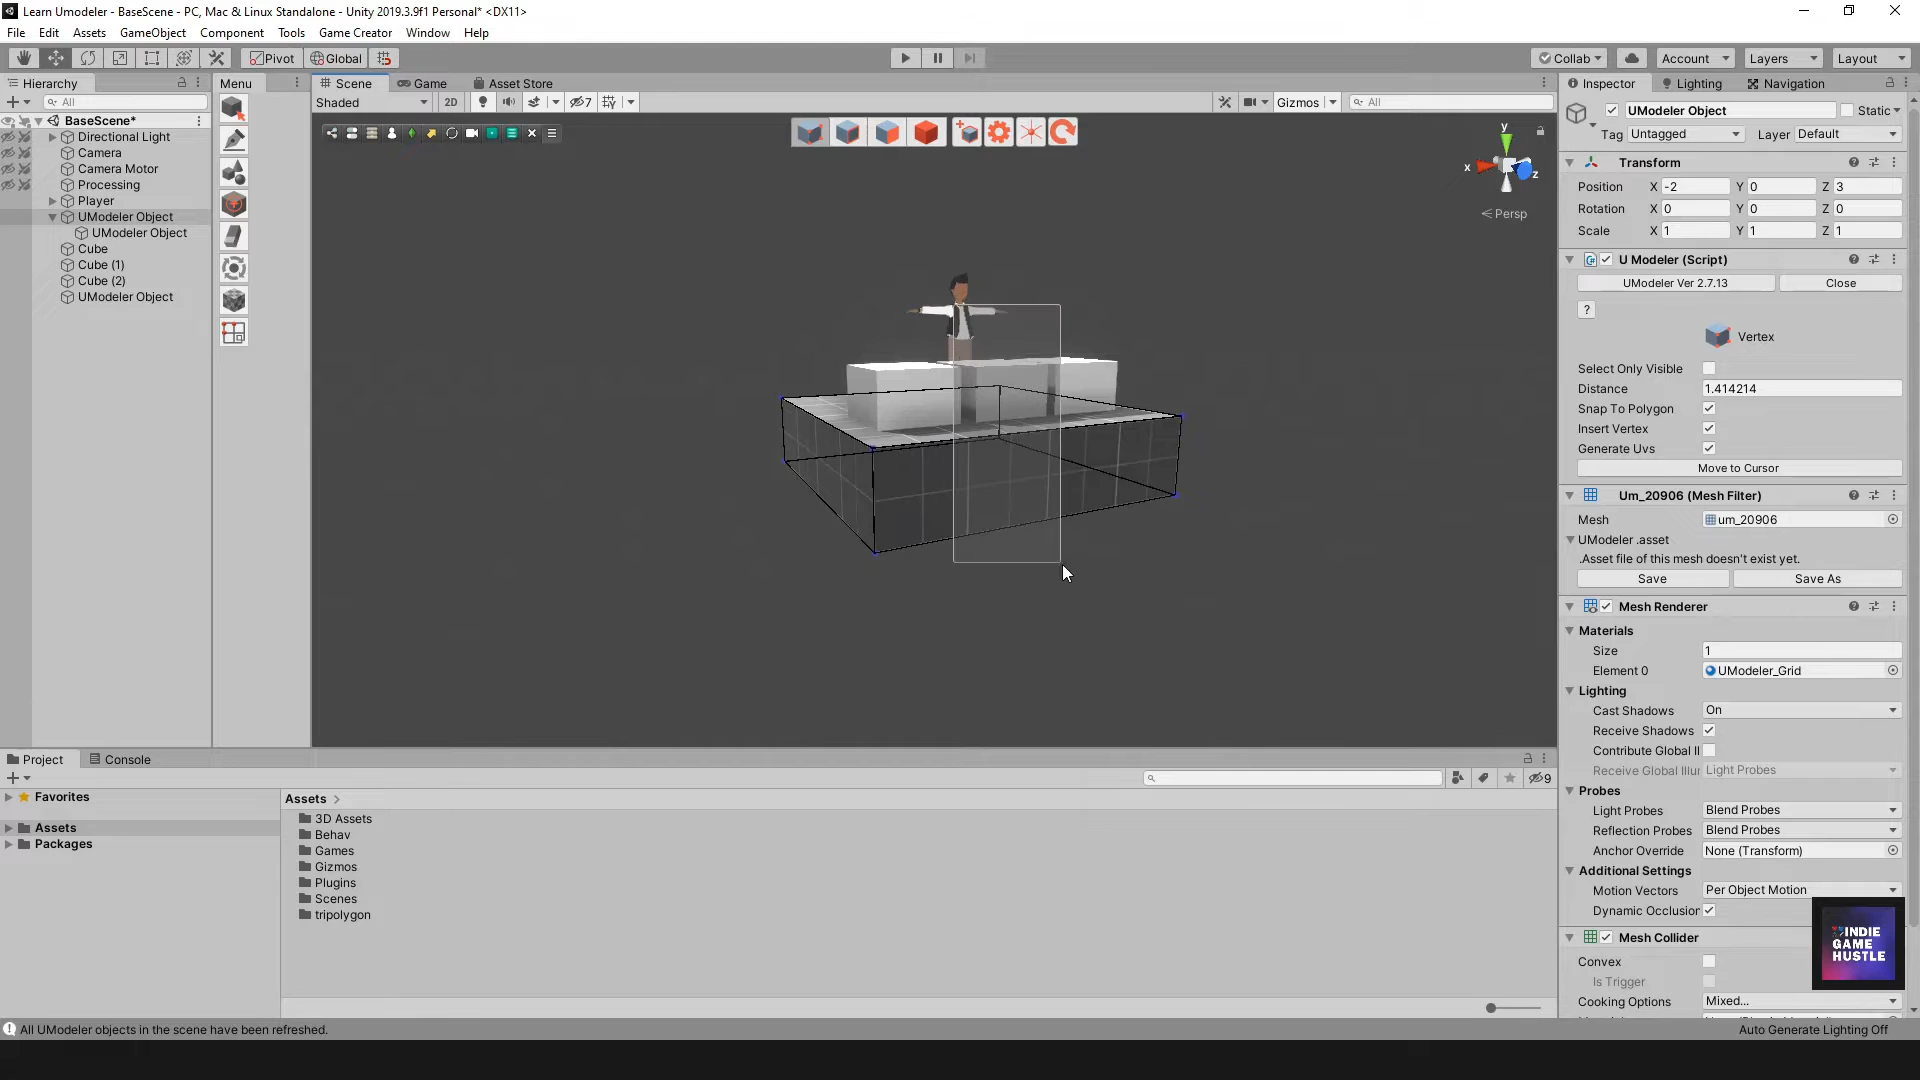 Learn Umodeler - BaseScene - PC, Mac & Linux Standalone - Unity 2019.3.9f1 Personal* <DX11>
File Edit Assets GameObject Component Tools Game Creator Window Help
Pivot Global Collab Account Layers Layout
Hierarchy Menu Scene Game Asset Store Inspector Lighting Navigation
All
Shaded 2D 7 Gizmos All
BaseScene*
Directional Light
Camera
Camera Motor
Processing
Player
UModeler Object
UModeler Object
Cube
Cube (1)
Cube (2)
UModeler Object
y
x
z
Persp
UModeler Object Static
Tag Untagged Layer Default
Transform
Position X -2 Y 0 Z 3
Rotation X 0 Y 0 Z 0
Scale X 1 Y 1 Z 1
U Modeler (Script)
UModeler Ver 2.7.13 Close
?
Vertex
Select Only Visible
Distance 1.414214
Snap To Polygon
Insert Vertex
Generate Uvs
Move to Cursor
Um_20906 (Mesh Filter)
Mesh um_20906
UModeler .asset
.Asset file of this mesh doesn't exist yet.
Save Save As
Mesh Renderer
Materials
Size 1
Element 0 UModeler_Grid
Lighting
Cast Shadows On
Receive Shadows
Contribute Global Il
Receive Global Illur Light Probes
Probes
Light Probes Blend Probes
Reflection Probes Blend Probes
Anchor Override None (Transform)
Additional Settings
Motion Vectors Per Object Motion
Dynamic Occlusion
Mesh Collider
Convex
Is Trigger
Cooking Options Mixed...
INDIE
GAME
HUSTLE
Project Console
9
Favorites
Assets
Packages
Assets >
3D Assets
Behav
Games
Gizmos
Plugins
Scenes
tripolygon
All UModeler objects in the scene have been refreshed.
Auto Generate Lighting Off